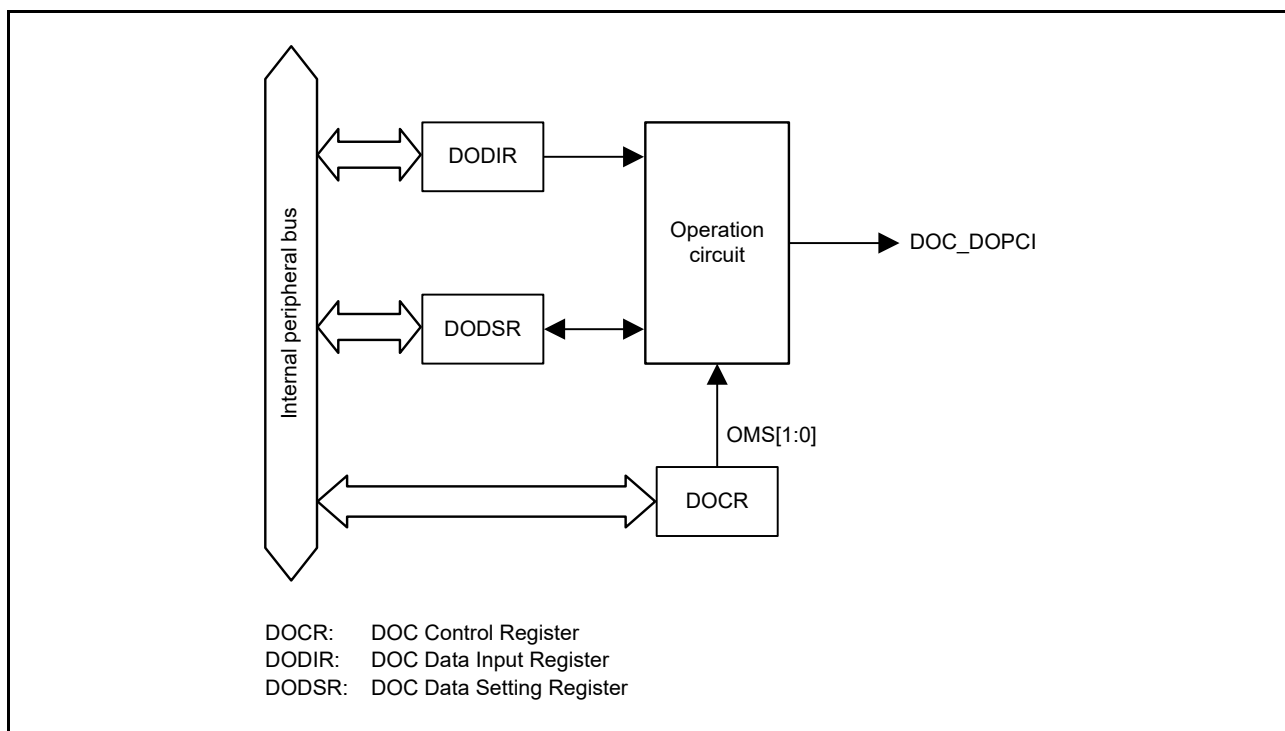 Internal peripheral bus
DODIR
Operation
circuit
DOC_DOPCI
DODSR
OMS[1:0]
DOCR
DOCR: DOC Control Register
DODIR: DOC Data Input Register
DODSR: DOC Data Setting Register